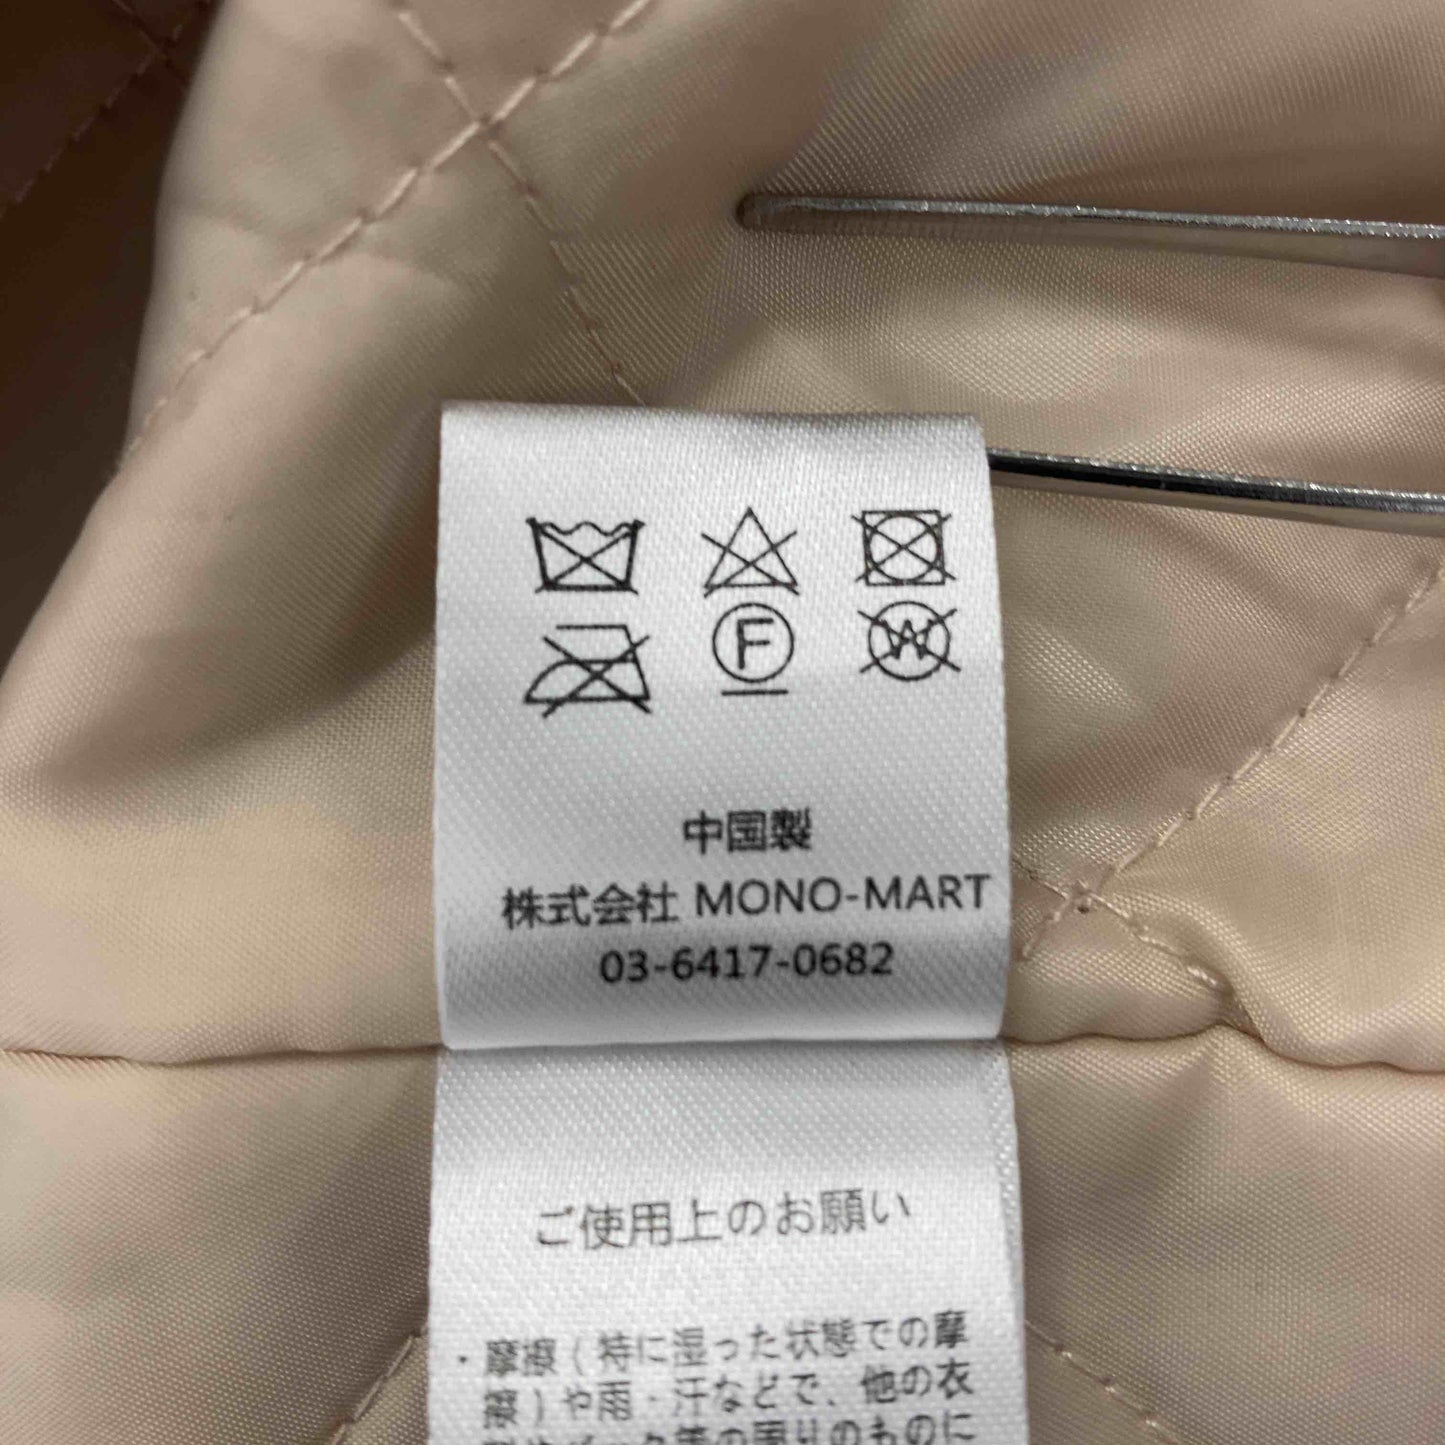 F W
中国製
株式会社 MONO-MART
03-6417-0682
ご使用上のお願い
・摩擦(特に湿った状態での摩
擦)や雨・汗などで、他の衣